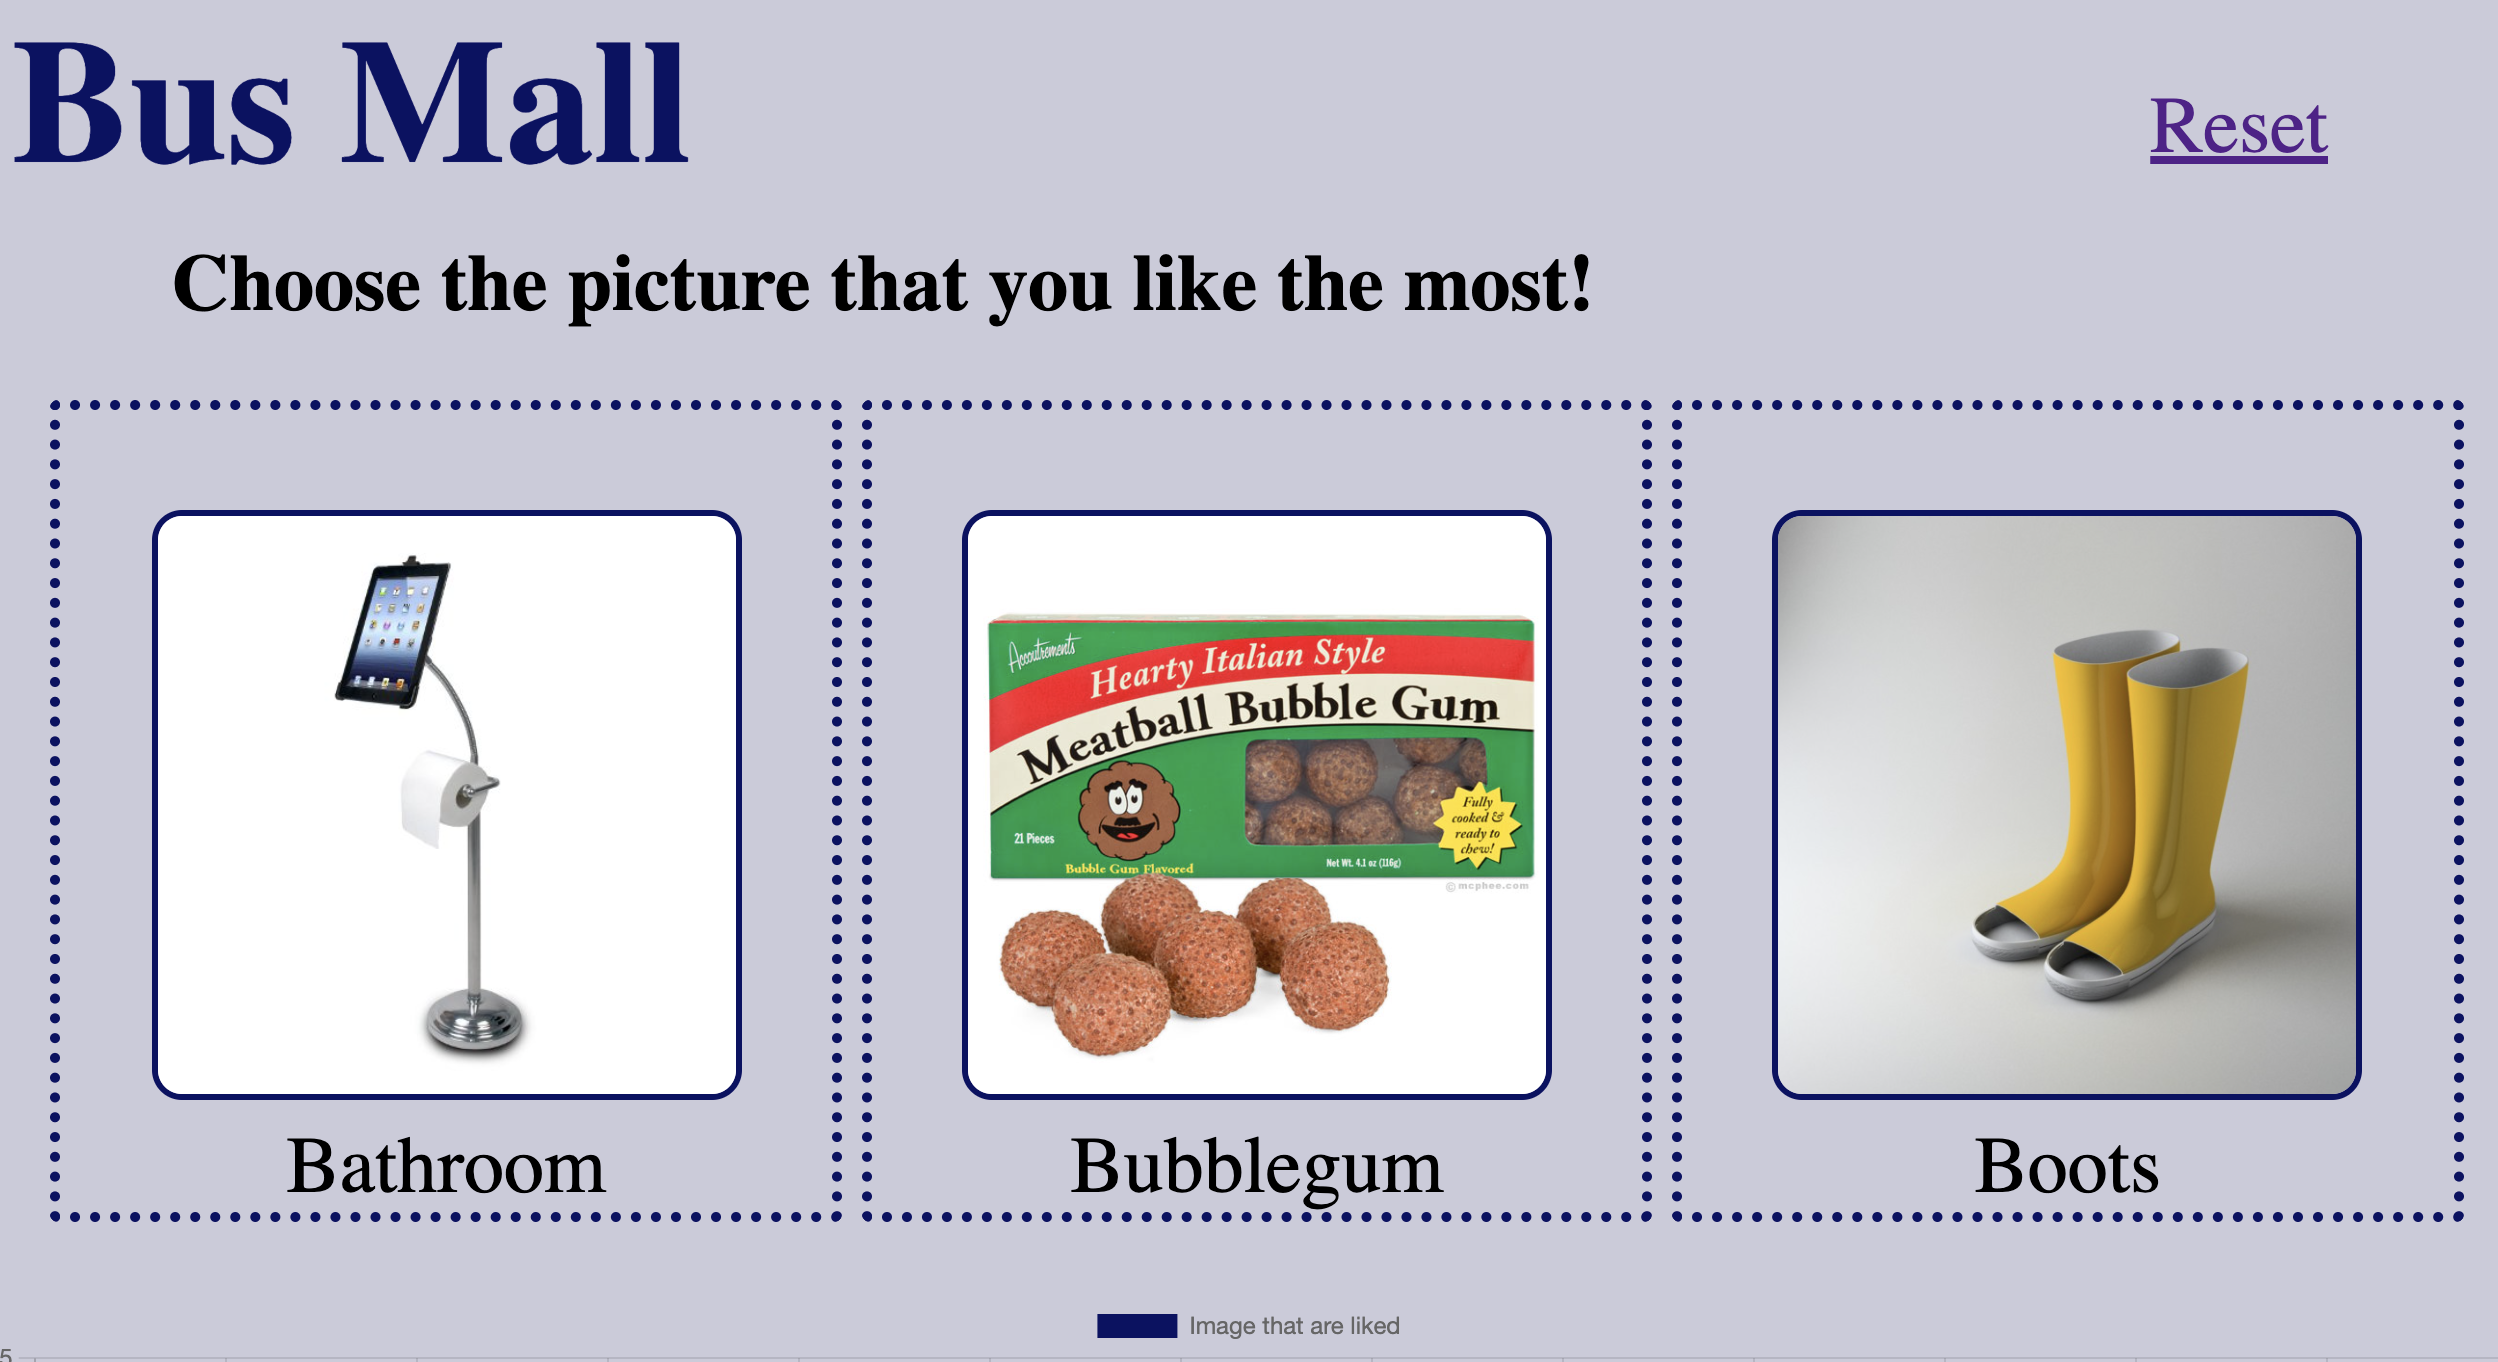 Bus Mall
Reset
Choose the picture that you like the most!
Accoutrements
Hearty Italian Style
Meatball Bubble Gum
21 Pieces
Bubble Gum Flavored
Net Wt. 4.1 oz (116g)
Fully
cooked &
ready to
chew!
© mcphee.com
Bathroom
Bubblegum
Boots
Image that are liked
5